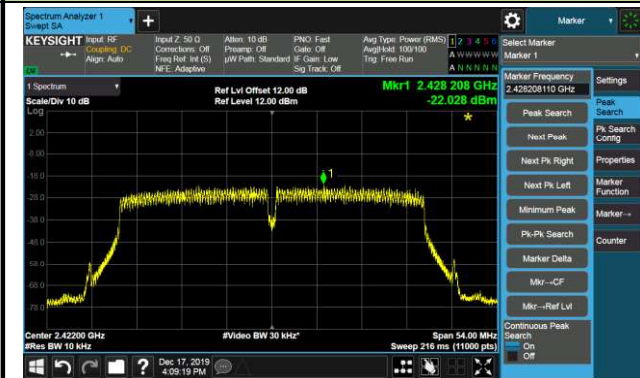 Spectrum Analyzer 1
Swept SA
Marker
KEYSIGHT
Input: RF
Coupling: DC
Align: Auto
Input Z: 50 Ω
Corrections: Off
Freq Ref: Int (S)
NFE: Adaptive
Atten: 10 dB
Preamp: Off
µW Path: Standard
PNO: Fast
Gate: Off
IF Gain: Low
Sig Track: Off
Avg Type: Power (RMS)
Avg|Hold: 100/100
Trig: Free Run
1 2 3 4 5 6
A W W W W W
A N N N N N
1 Spectrum
Scale/Div 10 dB
Log
Ref Lvl Offset 12.00 dB
Ref Level 12.00 dBm
Mkr1 2.428 208 GHz
-22.028 dBm
2.00
-8.00
-18.0
-28.0
-38.0
-48.0
-58.0
-68.0
-78.0
1
Center 2.42200 GHz
#Res BW 10 kHz
#Video BW 30 kHz*
Span 54.00 MHz
Sweep 216 ms (11000 pts)
Dec 17, 2019
4:09:19 PM
Select Marker
Marker 1
Marker Frequency
2.428208110 GHz
Peak Search
Next Peak
Next Pk Right
Next Pk Left
Minimum Peak
Pk-Pk Search
Marker Delta
Mkr→CF
Mkr→Ref Lvl
Continuous Peak
Search
On
Off
Settings
Peak
Search
Pk Search
Config
Properties
Marker
Function
Marker→
Counter